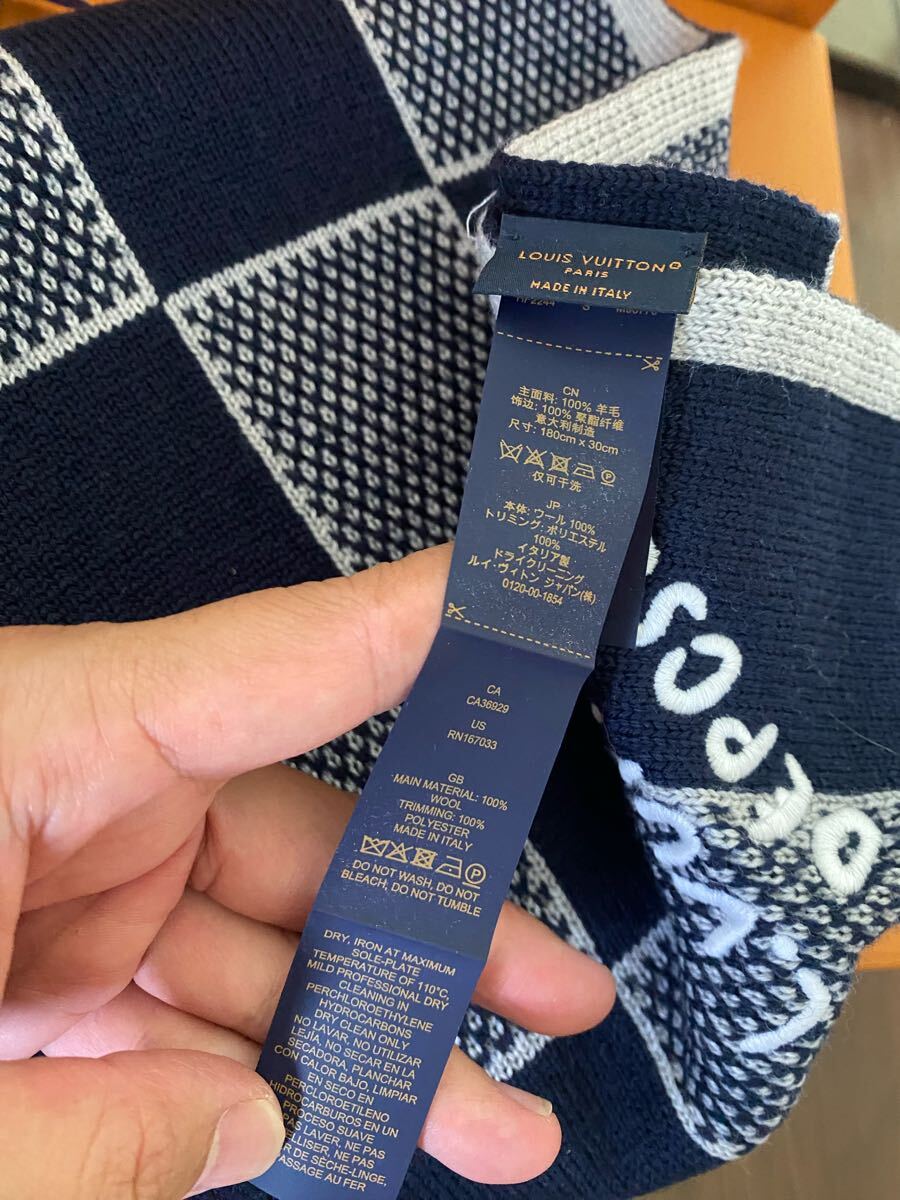 LOUIS VUITTON
PARIS
MADE IN ITALY
CN
主面料: 100% 羊毛
饰边: 100% 聚酯纤维
意大利制造
尺寸: 180cm x 30cm
仅可干洗
JP
本体: ウール 100%
トリミング: ポリエステル
100%
イタリア製
ドライクリーニング
ルイ・ヴィトン ジャパン(株)
0120-00-1854
CA
CA36929
US
RN167033
GB
MAIN MATERIAL: 100%
WOOL
TRIMMING: 100%
POLYESTER
MADE IN ITALY
DO NOT WASH, DO NOT
BLEACH, DO NOT TUMBLE
DRY, IRON AT MAXIMUM
SOLE-PLATE
TEMPERATURE OF 110°C,
MILD PROFESSIONAL DRY
CLEANING IN
PERCHLOROETHYLENE
HYDROCARBONS
DRY CLEAN ONLY
NO LAVAR, NO UTILIZAR
LEJÍA, NO SECAR EN LA
SECADORA, PLANCHAR
CON CALOR BAJO, LIMPIAR
EN SECO EN
PERCLOROETILENO
HIDROCARBUROS EN UN
PROCESO SUAVE
PAS LAVER, NE PAS
DE SÈCHE-LINGE,